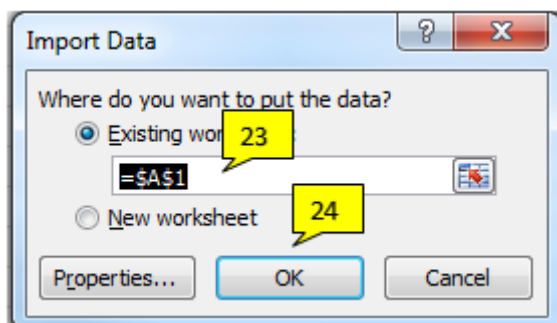 Import Data
Where do you want to put the data?
Existing wor
23
=$A$1
New worksheet
24
Properties...
OK
Cancel